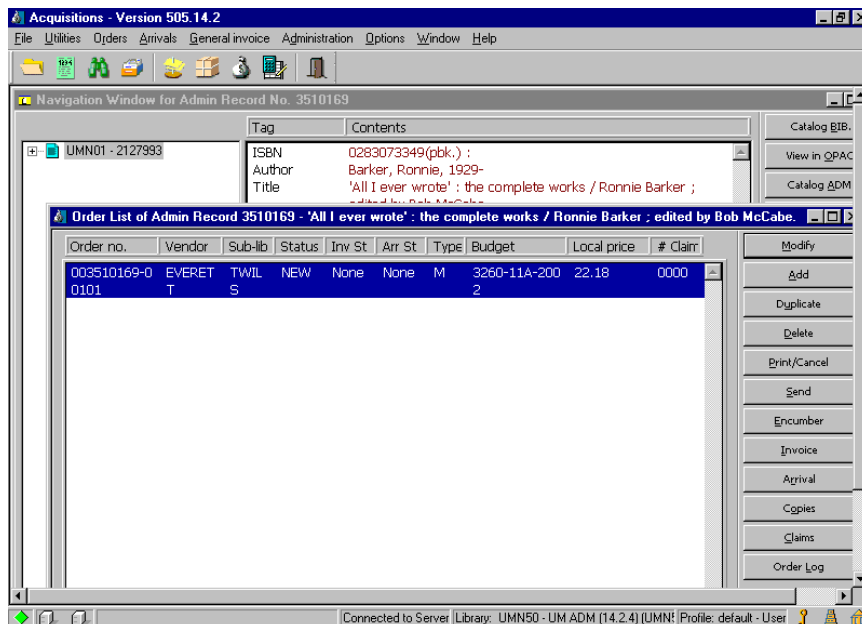 Acquisitions - Version 505.14.2
File Utilities Orders Arrivals General invoice Administration Options Window Help
Navigation Window for Admin Record No. 3510169
Tag Contents
Catalog BIB.
UMN01 - 2127993
ISBN 0283073349(pbk.) :
View in OPAC
Author Barker, Ronnie, 1929-
Title 'All I ever wrote' : the complete works / Ronnie Barker ;
Catalog ADM
edited by Bob McCabe
Order List of Admin Record 3510169 - 'All I ever wrote' : the complete works / Ronnie Barker ; edited by Bob McCabe.
Order no. Vendor Sub-lib Status Inv St Arr St Type Budget Local price # Claim
Modify
003510169-0 EVERET TWIL NEW None None M 3260-11A-200 22.18 0000
Add
0101 T S 2
Duplicate
Delete
Print/Cancel
Send
Encumber
Invoice
Arrival
Copies
Claims
Order Log
Connected to Server Library: UMN50 - UM ADM (14.2.4) (UMN5 Profile: default - User